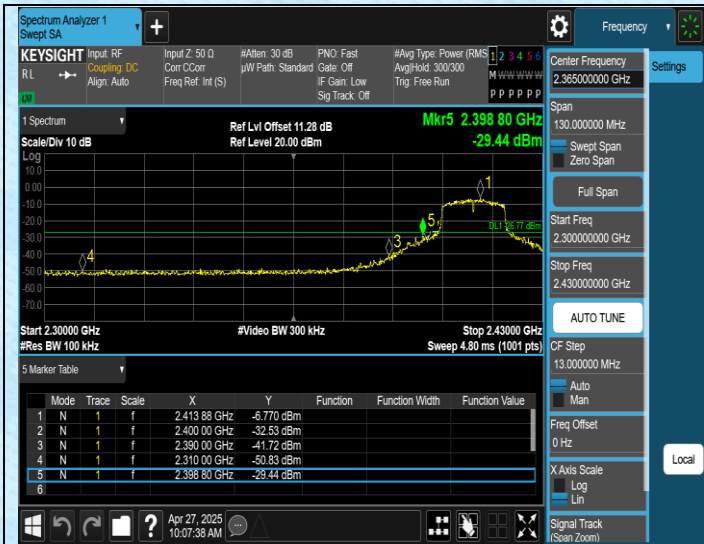 Spectrum Analyzer 1
Swept SA
+
Frequency
KEYSIGHT
RL
LXI
Input: RF
Coupling: DC
Align: Auto
Input Z: 50 Ω
Corr CCorr
Freq Ref: Int (S)
#Atten: 30 dB
µW Path: Standard
PNO: Fast
Gate: Off
IF Gain: Low
Sig Track: Off
#Avg Type: Power (RMS
Avg|Hold: 300/300
Trig: Free Run
1 2 3 4 5 6
M W W W W W
P P P P P P
1 Spectrum
Scale/Div 10 dB
Ref Lvl Offset 11.28 dB
Ref Level 20.00 dBm
Mkr5 2.398 80 GHz
-29.44 dBm
Log
10.0
0.00
-10.0
-20.0
-30.0
-40.0
-50.0
-60.0
-70.0
1
5
3
4
DL1 -26.77 dBm
Start 2.30000 GHz
#Video BW 300 kHz
Stop 2.43000 GHz
#Res BW 100 kHz
Sweep 4.80 ms (1001 pts)
5 Marker Table
Mode Trace Scale X Y Function Function Width Function Value
1 N 1 f 2.413 88 GHz -6.770 dBm
2 N 1 f 2.400 00 GHz -32.53 dBm
3 N 1 f 2.390 00 GHz -41.72 dBm
4 N 1 f 2.310 00 GHz -50.83 dBm
5 N 1 f 2.398 80 GHz -29.44 dBm
6
?
Apr 27, 2025
10:07:38 AM
Center Frequency
2.365000000 GHz
Settings
Span
130.000000 MHz
Swept Span
Zero Span
Full Span
Start Freq
2.300000000 GHz
Stop Freq
2.430000000 GHz
AUTO TUNE
CF Step
13.000000 MHz
Auto
Man
Freq Offset
0 Hz
Local
X Axis Scale
Log
Lin
Signal Track
(Span Zoom)